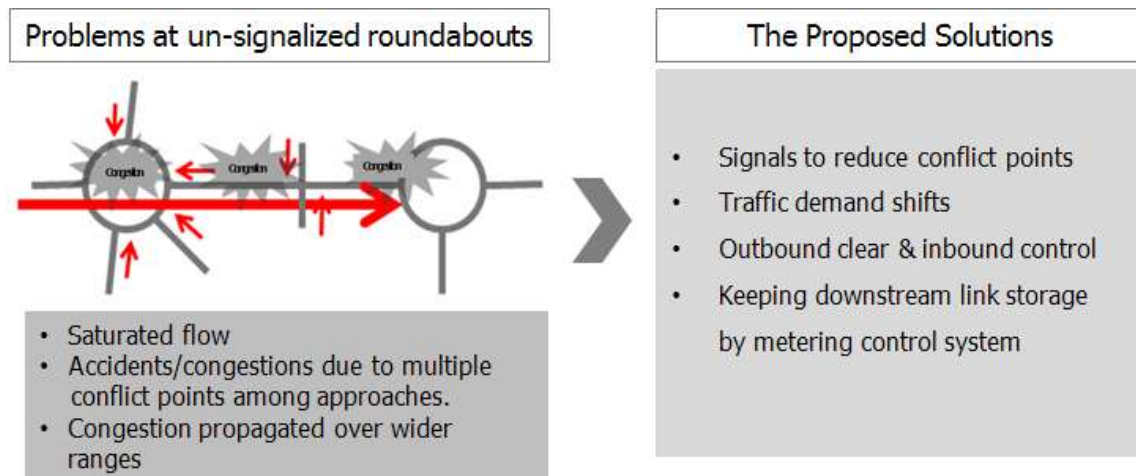 Problems at un-signalized roundabouts
Congestion
Congestion
Congestion
• Saturated flow
• Accidents/congestions due to multiple
conflict points among approaches.
• Congestion propagated over wider
ranges
The Proposed Solutions
• Signals to reduce conflict points
• Traffic demand shifts
• Outbound clear & inbound control
• Keeping downstream link storage
by metering control system